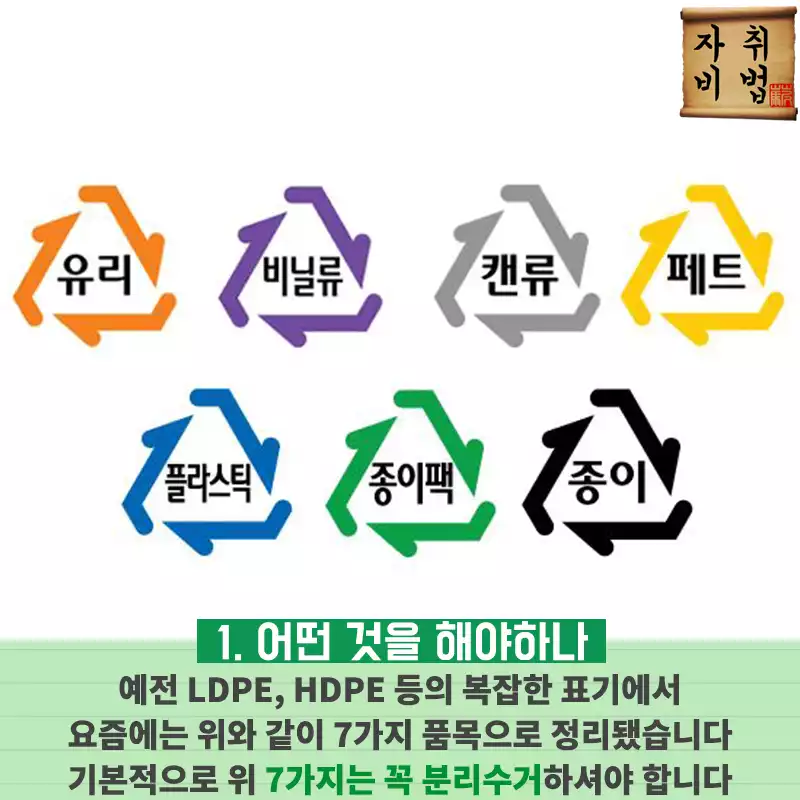 자취
비법
유리
비닐류
캔류
페트
플라스틱
종이팩
종이
1. 어떤 것을 해야하나
예전 LDPE, HDPE 등의 복잡한 표기에서
요즘에는 위와 같이 7가지 품목으로 정리됐습니다
기본적으로 위 7가지는 꼭 분리수거하셔야 합니다